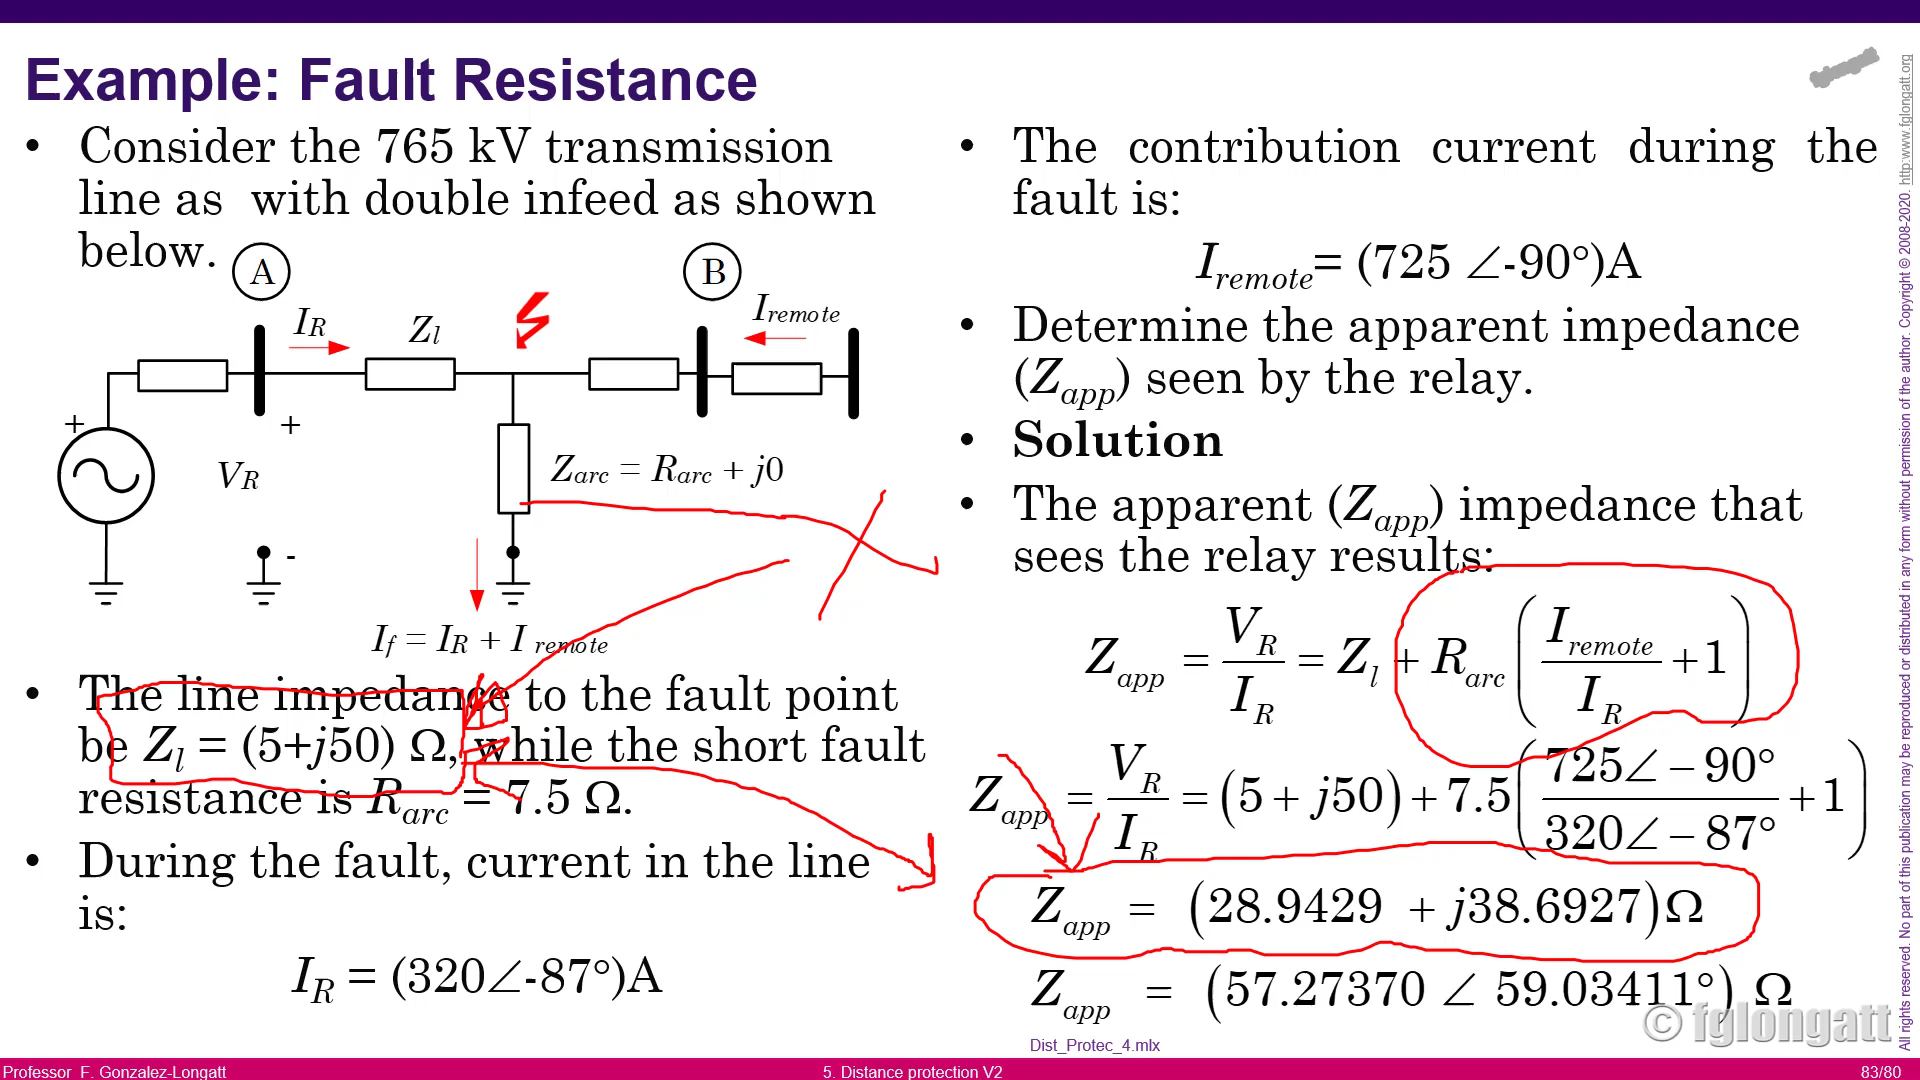 Example: Fault Resistance
• Consider the 765 kV transmission
line as with double infeed as shown
below.
A
B
I_R
Z_l
I_remote
+
+
V_R
Z_arc = R_arc + j0
-
I_f = I_R + I_remote
• The line impedance to the fault point
be Z_l = (5+j50) Ω, while the short fault
resistance is R_arc = 7.5 Ω.
• During the fault, current in the line
is:
I_R = (320∠-87°)A
• The contribution current during the
fault is:
I_remote= (725 ∠-90°)A
• Determine the apparent impedance
(Z_app) seen by the relay.
• Solution
• The apparent (Z_app) impedance that
sees the relay results:
Z_app = V_R / I_R = Z_l + R_arc (I_remote / I_R + 1)
Z_app = V_R / I_R = (5 + j50) + 7.5 (725∠ − 90° / 320∠ − 87° + 1)
Z_app = (28.9429 + j38.6927) Ω
Z_app = (57.27370 ∠ 59.03411°) Ω
© fglongatt
Dist_Protec_4.mlx
All rights reserved. No part of this publication may be reproduced or distributed in any form without permission of the author. Copyright © 2008-2020. http:www.fglongatt.org
Professor F. Gonzalez-Longatt
5. Distance protection V2
83/80